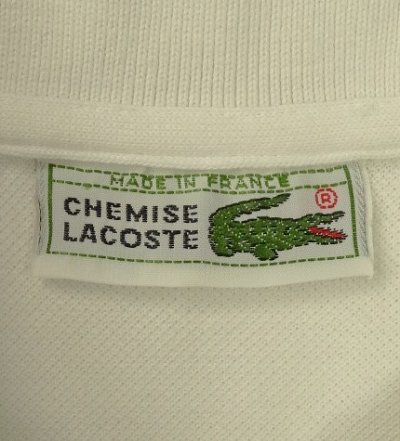 MADE IN FRANCE
CHEMISE ®
LACOSTE